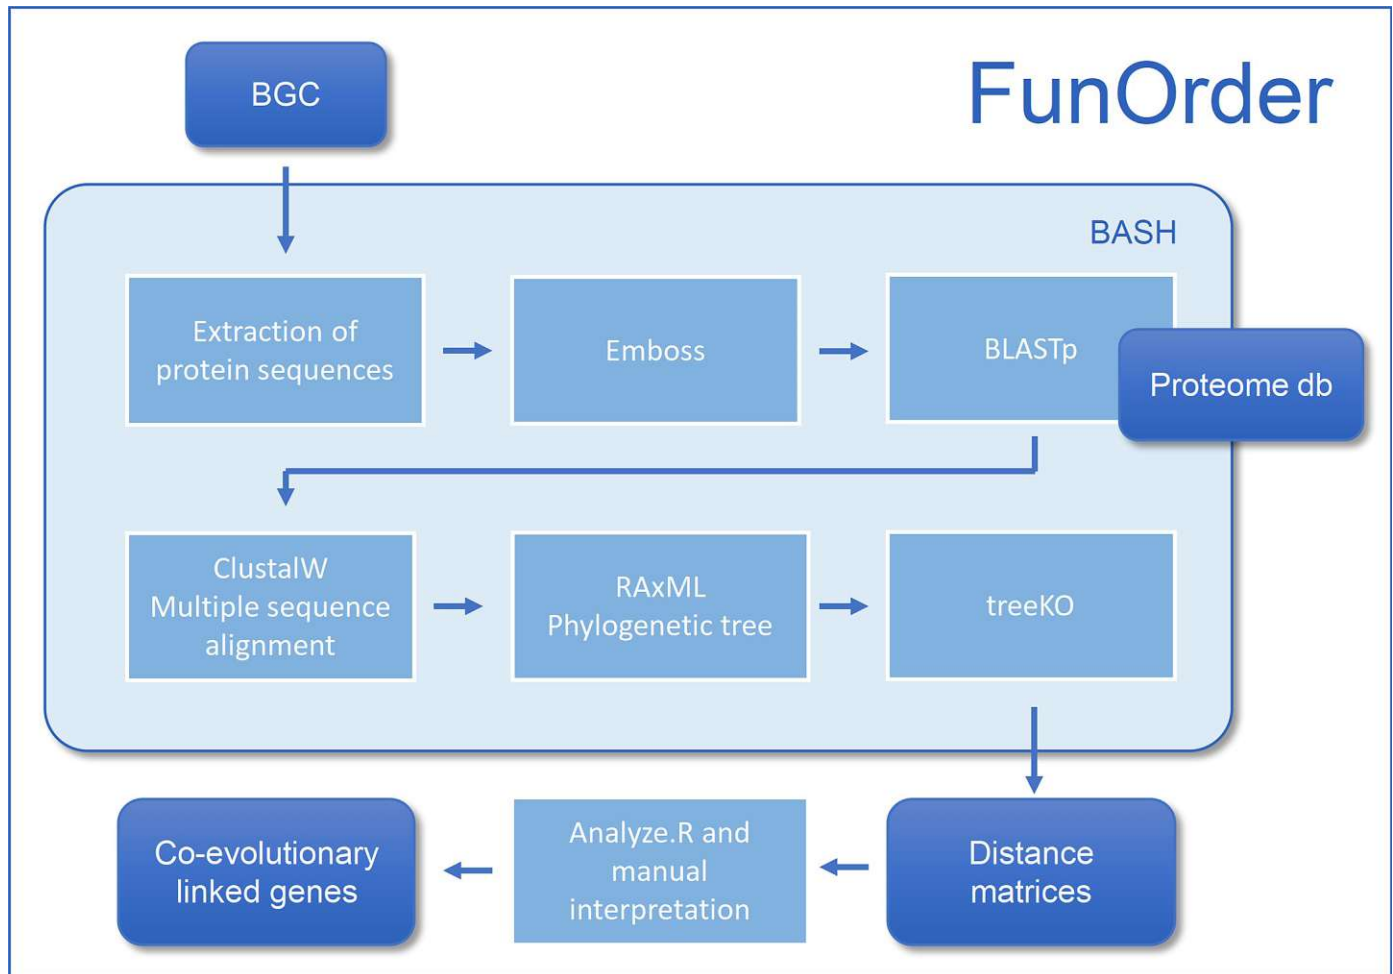 BGC
FunOrder
BASH
Extraction of
protein sequences
Emboss
BLASTp
Proteome db
ClustalW
Multiple sequence
alignment
RAxML
Phylogenetic tree
treeKO
Co-evolutionary
linked genes
Analyze.R and
manual
interpretation
Distance
matrices